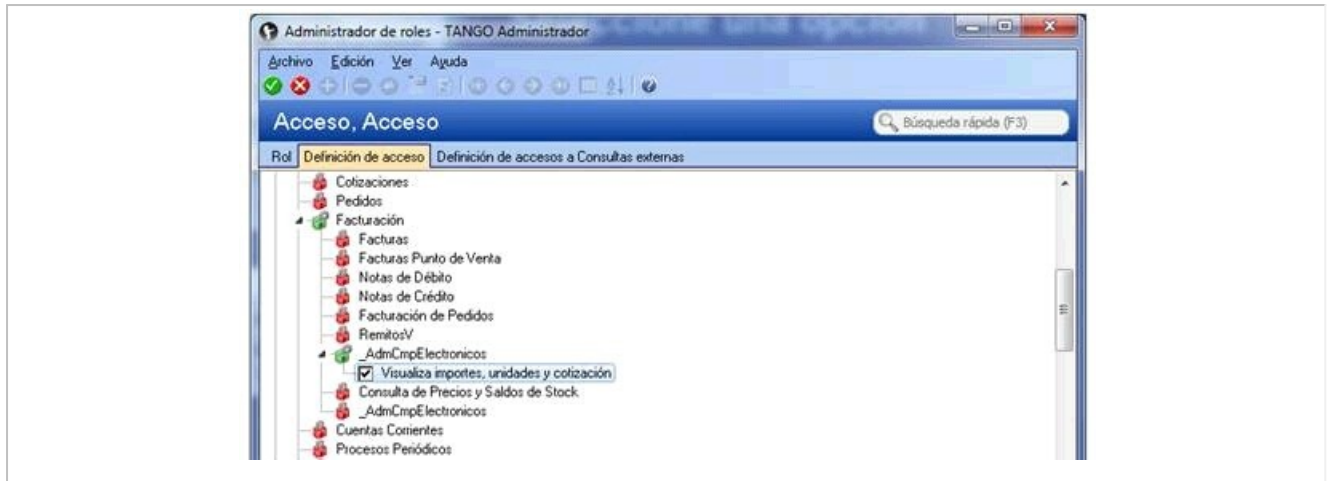 Administrador de roles - TANGO Administrador
Archivo Edición Ver Ayuda
Acceso, Acceso
Búsqueda rápida (F3)
Rol Definición de acceso Definición de accesos a Consultas externas
Cotizaciones
Pedidos
Facturación
Facturas
Facturas Punto de Venta
Notas de Débito
Notas de Crédito
Facturación de Pedidos
RemitosV
_AdmCmpElectronicos
Visualiza importes, unidades y cotización
Consulta de Precios y Saldos de Stock
_AdmCmpElectronicos
Cuentas Corrientes
Procesos Periódicos